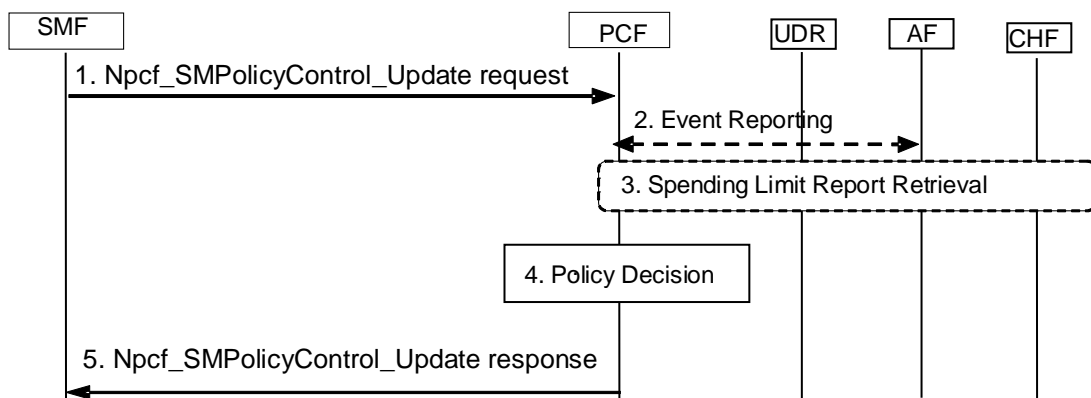 SMF
PCF
UDR
AF
CHF
1. Npcf_SMPolicyControl_Update request
2. Event Reporting
3. Spending Limit Report Retrieval
4. Policy Decision
5. Npcf_SMPolicyControl_Update response